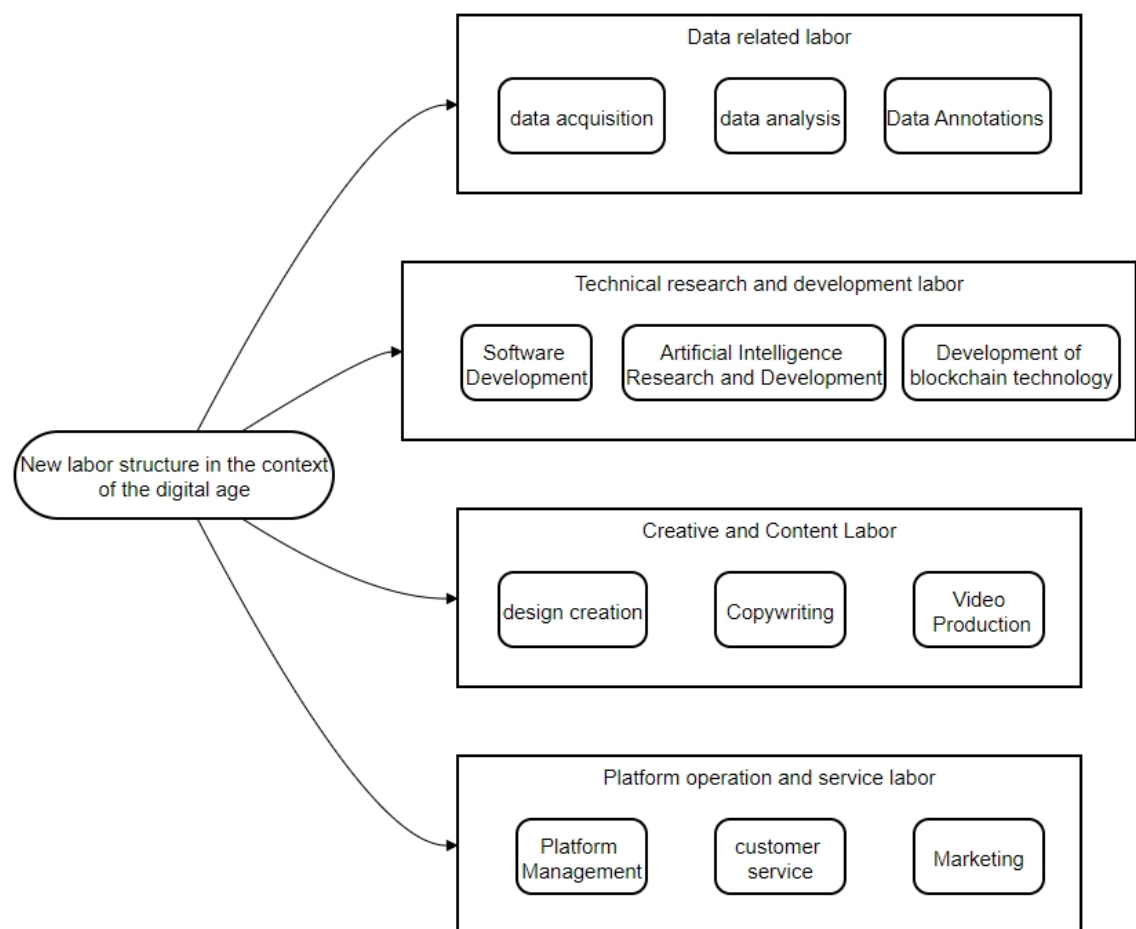 Data related labor
data acquisition
data analysis
Data Annotations
Technical research and development labor
Software
Development
Artificial Intelligence
Research and Development
Development of
blockchain technology
New labor structure in the context
of the digital age
Creative and Content Labor
design creation
Copywriting
Video
Production
Platform operation and service labor
Platform
Management
customer
service
Marketing